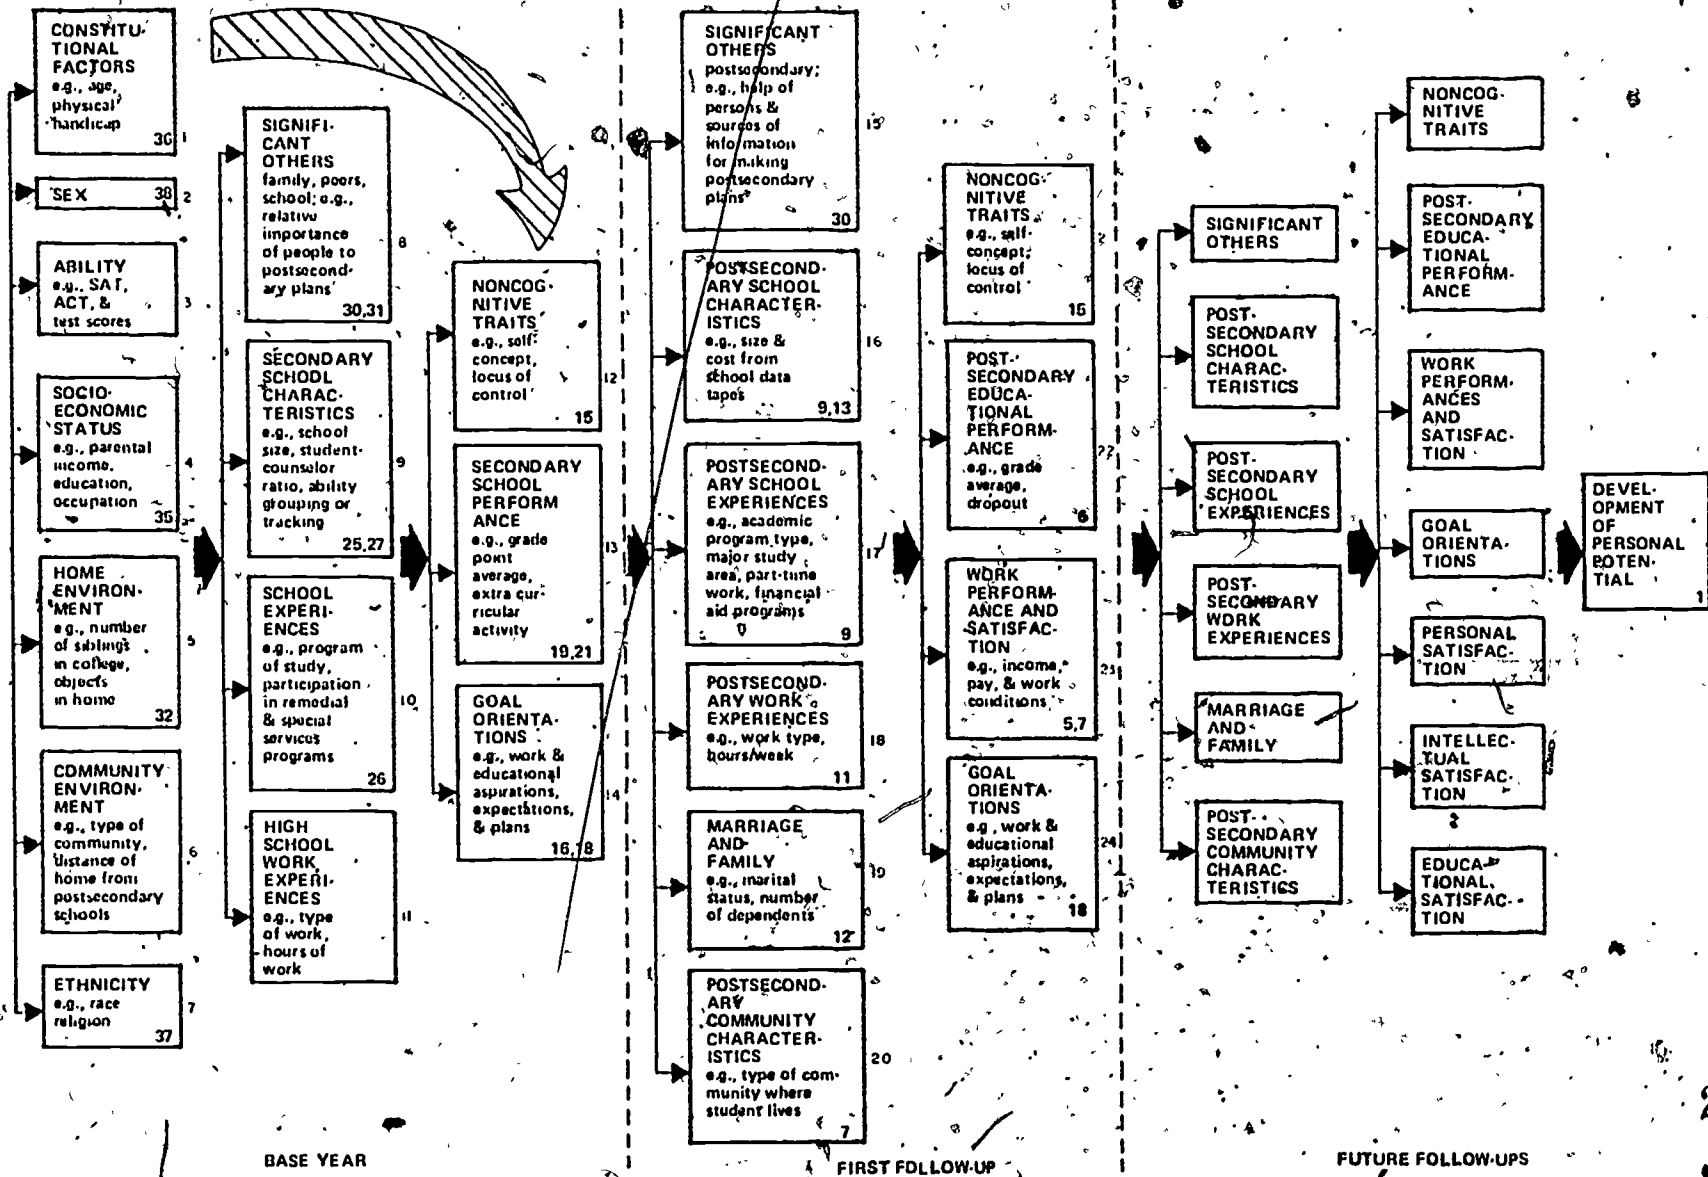 CONSTITU-
TIONAL
FACTORS
e.g., age,
physical
handicap
36
1
SEX
38
2
ABILITY
e.g., SAT,
ACT, &
test scores
3
SOCIO-
ECONOMIC
STATUS
e.g., parental
income,
education,
occupation
35
4
HOME
ENVIRON-
MENT
e.g., number
of siblings
in college,
objects
in home
32
5
COMMUNITY
ENVIRON-
MENT
e.g., type of
community,
distance of
home from
postsecondary
schools
6
ETHNICITY
e.g., race
religion
37
7
SIGNIFI-
CANT
OTHERS
family, peers,
school; e.g.,
relative
importance
of people to
postsecond-
ary plans
30,31
8
SECONDARY
SCHOOL
CHARAC-
TERISTICS
e.g., school
size, student-
counselor
ratio, ability
grouping or
tracking
25,27
9
SCHOOL
EXPERI-
ENCES
e.g., program
of study,
participation
in remedial
& special
services
programs
26
10
HIGH
SCHOOL
WORK
EXPERI-
ENCES
e.g., type
of work,
hours of
work
11
NONCOG-
NITIVE
TRAITS
e.g., self-
concept,
locus of
control
15
12
SECONDARY
SCHOOL
PERFORM
ANCE
e.g., grade
point
average,
extra cur-
ricular
activity
19,21
13
GOAL
ORIENTA-
TIONS
e.g., work &
educational
aspirations,
expectations,
& plans
16,18
14
BASE YEAR
SIGNIFICANT
OTHERS
postsecondary;
e.g., help of
persons &
sources of
information
for making
postsecondary
plans
30
15
POSTSECOND-
ARY SCHOOL
CHARACTER-
ISTICS
e.g., size &
cost from
school data
tapes
9,13
16
POSTSECOND-
ARY SCHOOL
EXPERIENCES
e.g., academic
program type,
major study
area, part-time
work, financial
aid programs
9
17
POSTSECOND-
ARY WORK
EXPERIENCES
e.g., work type,
hours/week
11
18
MARRIAGE
AND
FAMILY
e.g., marital
status, number
of dependents
12
19
POSTSECOND-
ARY
COMMUNITY
CHARACTER-
ISTICS
e.g., type of com-
munity where
student lives
7
20
NONCOG-
NITIVE
TRAITS
e.g., self-
concept;
locus of
control
15
POST-
SECONDARY
EDUCA-
TIONAL
PERFORM-
ANCE
e.g., grade
average,
dropout
6
22
WORK
PERFORM-
ANCE AND
SATISFAC-
TION
e.g., income,
pay, & work
conditions
5,7
23
GOAL
ORIENTA-
TIONS
e.g., work &
educational
aspirations,
expectations,
& plans
18
24
FIRST FOLLOW-UP
SIGNIFICANT
OTHERS
POST-
SECONDARY
SCHOOL
CHARAC-
TERISTICS
POST-
SECONDARY
SCHOOL
EXPERIENCES
POST-
SECONDARY
WORK
EXPERIENCES
MARRIAGE
AND
FAMILY
POST-
SECONDARY
COMMUNITY
CHARAC-
TERISTICS
NONCOG-
NITIVE
TRAITS
POST-
SECONDARY
EDUCA-
TIONAL
PERFORM-
ANCE
WORK
PERFORM-
ANCES
AND
SATISFAC-
TION
GOAL
ORIENTA-
TIONS
PERSONAL
SATISFAC-
TION
INTELLEC-
TUAL
SATISFAC-
TION
EDUCA-
TIONAL
SATISFAC-
TION
DEVEL-
OPMENT
OF
PERSONAL
POTEN-
TIAL
1
FUTURE FOLLOW-UPS